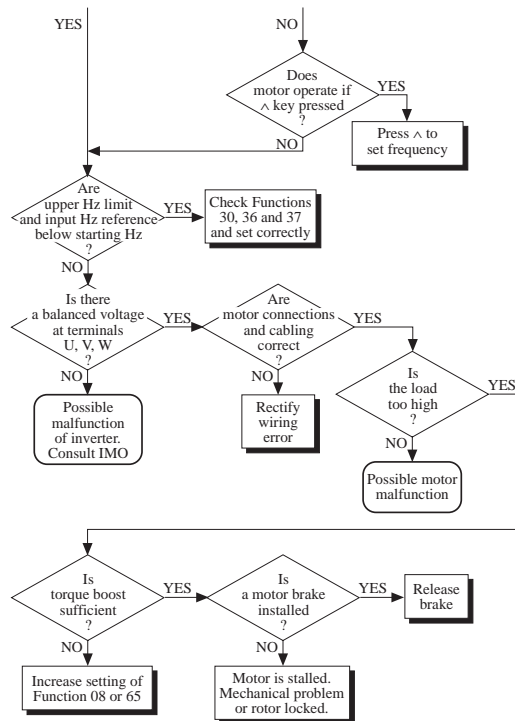 YES
NO
Does
motor operate if
∧ key pressed
?
YES
Press ∧ to
set frequency
NO
Are
upper Hz limit
and input Hz reference
below starting Hz
?
YES
Check Functions
30, 36 and 37
and set correctly
NO
Is there
a balanced voltage
at terminals
U, V, W
?
YES
Are
motor connections
and cabling
correct
?
YES
NO
Possible
malfunction
of inverter.
Consult IMO
NO
Rectify
wiring
error
Is
the load
too high
?
YES
NO
Possible motor
malfunction
Is
torque boost
sufficient
?
YES
Is
a motor brake
installed
?
YES
Release
brake
NO
Increase setting of
Function 08 or 65
NO
Motor is stalled.
Mechanical problem
or rotor locked.